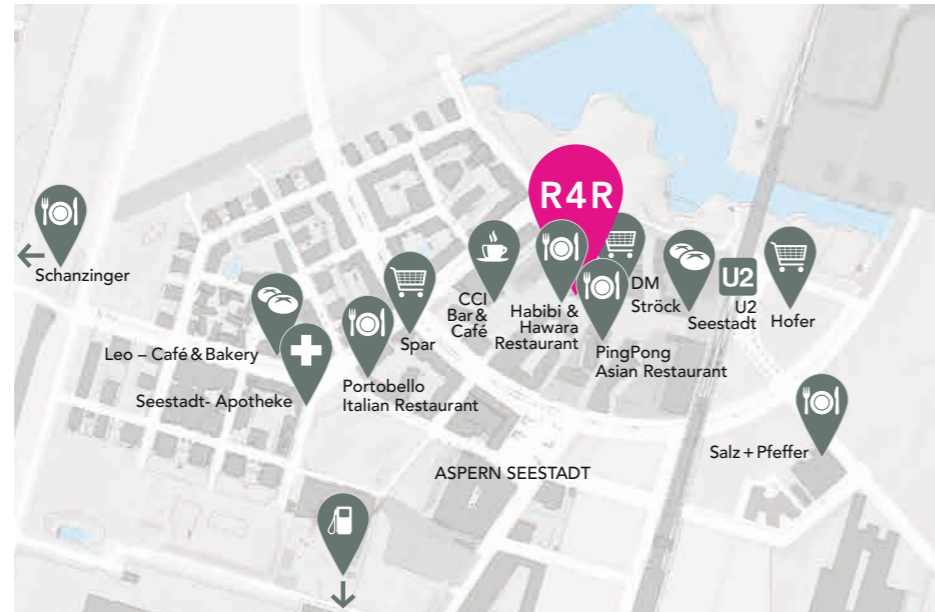 R4R
Schanzinger
DM
Ströck
U2
U2
Seestadt
Hofer
CCI
Bar &
Café
Habibi &
Hawara
Restaurant
PingPong
Asian Restaurant
Spar
Leo – Café & Bakery
Seestadt- Apotheke
Portobello
Italian Restaurant
Salz + Pfeffer
ASPERN SEESTADT